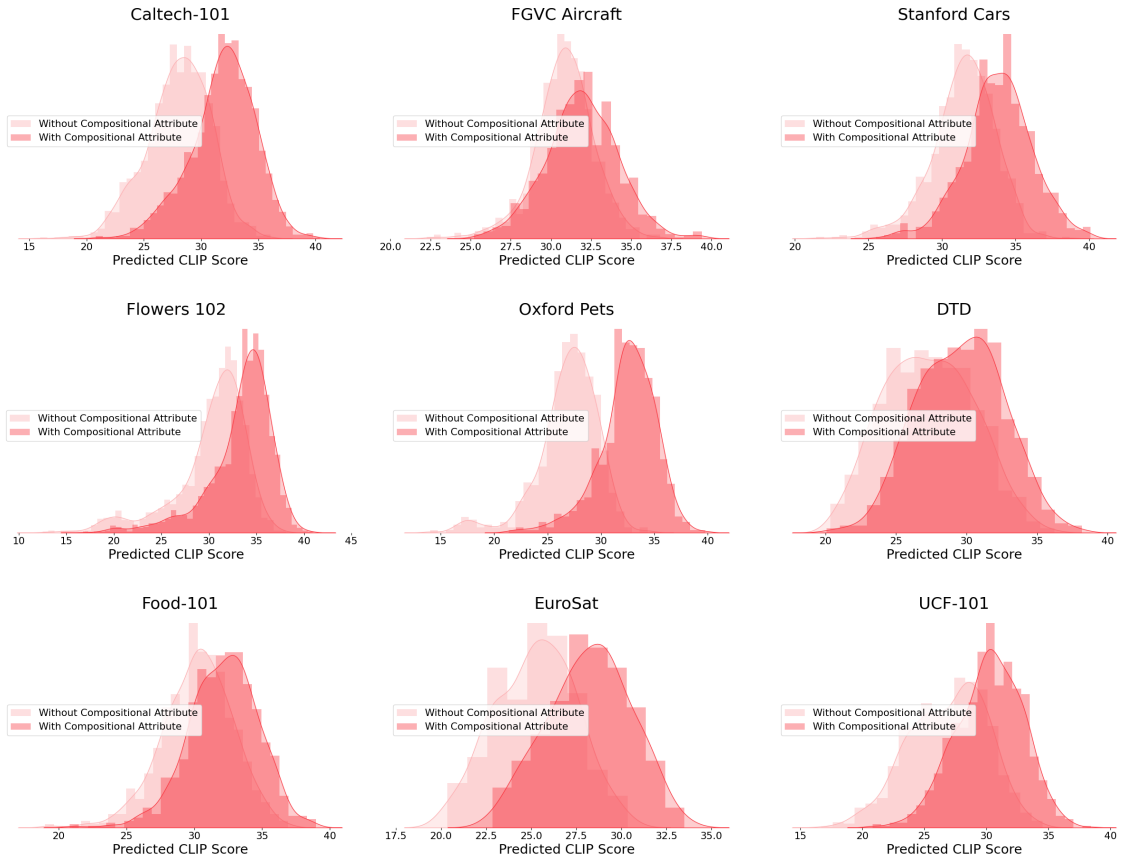 Caltech-101
Without Compositional Attribute
With Compositional Attribute
15 20 25 30 35 40
Predicted CLIP Score
FGVC Aircraft
Without Compositional Attribute
With Compositional Attribute
20.0 22.5 25.0 27.5 30.0 32.5 35.0 37.5 40.0
Predicted CLIP Score
Stanford Cars
Without Compositional Attribute
With Compositional Attribute
20 25 30 35 40
Predicted CLIP Score
Flowers 102
Without Compositional Attribute
With Compositional Attribute
10 15 20 25 30 35 40 45
Predicted CLIP Score
Oxford Pets
Without Compositional Attribute
With Compositional Attribute
15 20 25 30 35 40
Predicted CLIP Score
DTD
Without Compositional Attribute
With Compositional Attribute
20 25 30 35 40
Predicted CLIP Score
Food-101
Without Compositional Attribute
With Compositional Attribute
20 25 30 35 40
Predicted CLIP Score
EuroSat
Without Compositional Attribute
With Compositional Attribute
17.5 20.0 22.5 25.0 27.5 30.0 32.5 35.0
Predicted CLIP Score
UCF-101
Without Compositional Attribute
With Compositional Attribute
15 20 25 30 35 40
Predicted CLIP Score